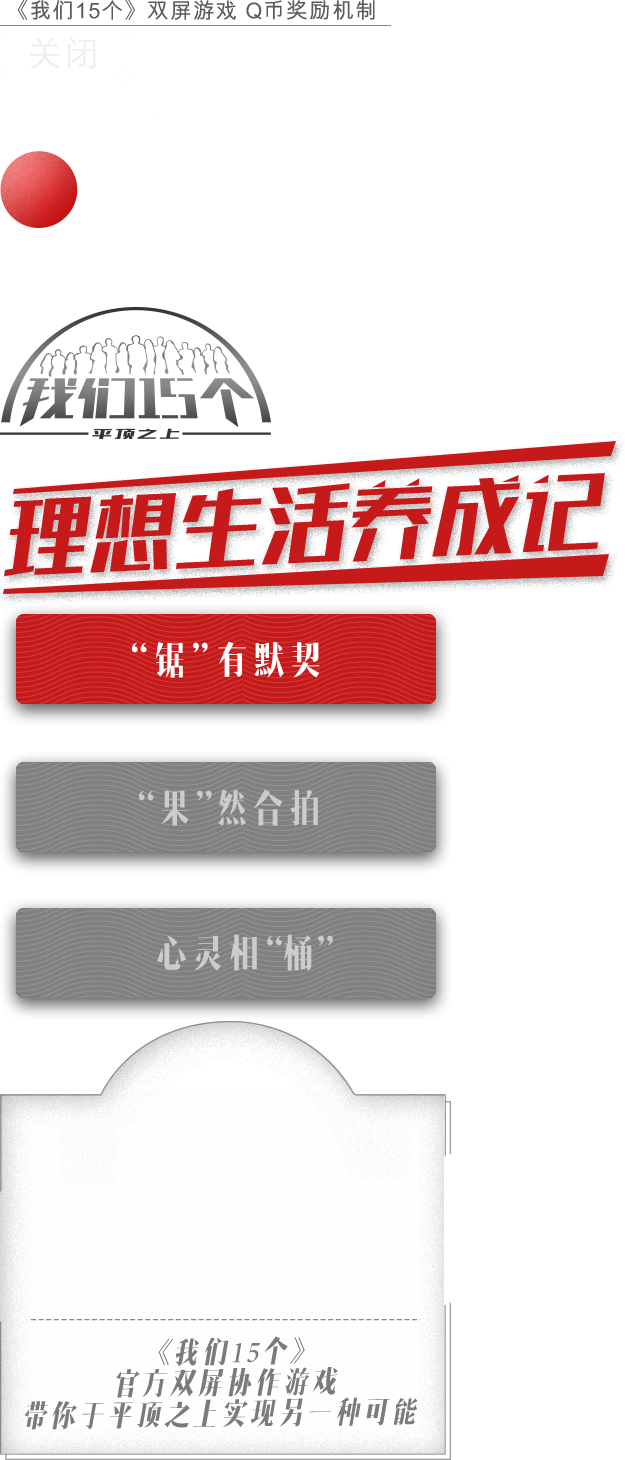 《我们15个》双屏游戏 Q币奖励机制
关闭
我们15个
平顶之上
理想生活养成记
“锯”有默契
“果”然合拍
心灵相“桶”
《我们15个》
官方双屏协作游戏
带你于平顶之上实现另一种可能